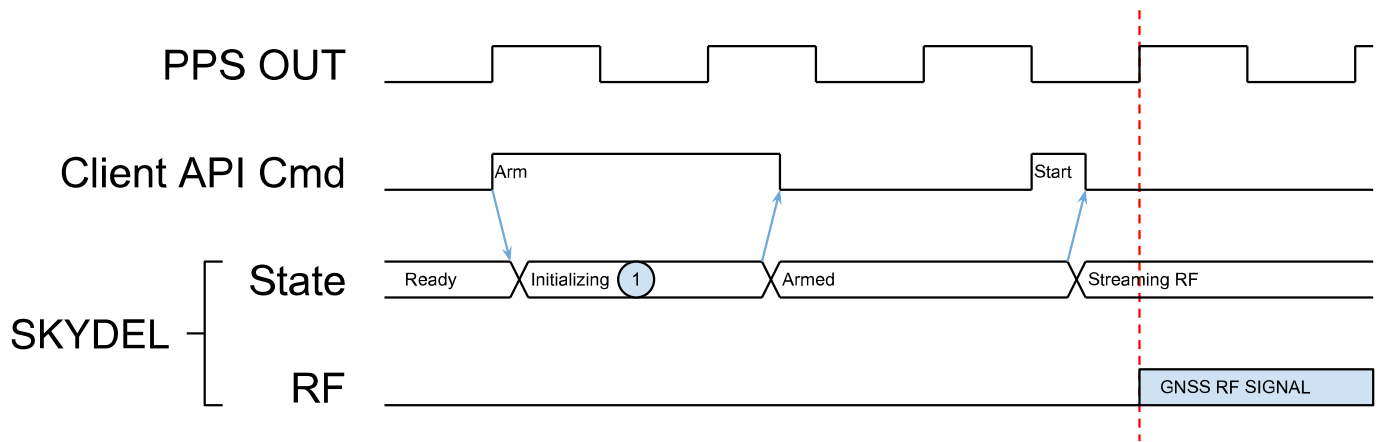 PPS OUT
Client API Cmd
Arm
Start
State
Ready
Initializing
1
Armed
Streaming RF
SKYDEL
RF
GNSS RF SIGNAL